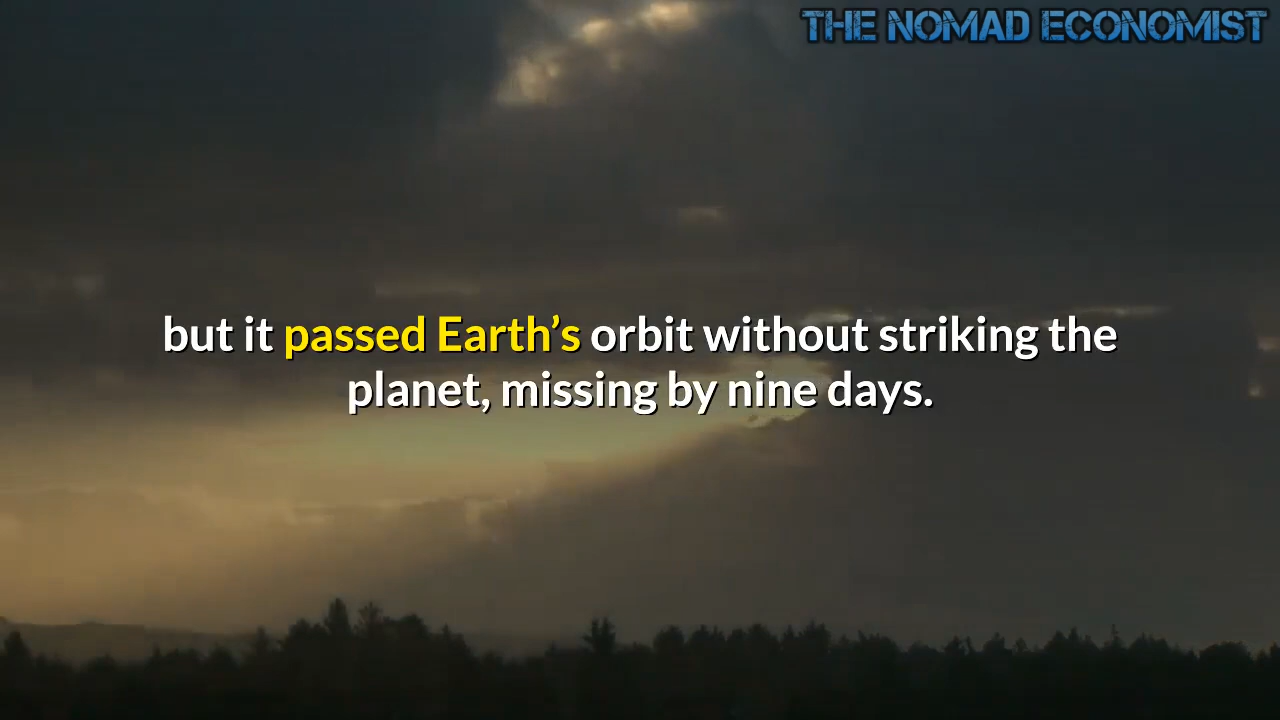 THE NOMAD ECONOMIST
but it passed Earth’s orbit without striking the
planet, missing by nine days.